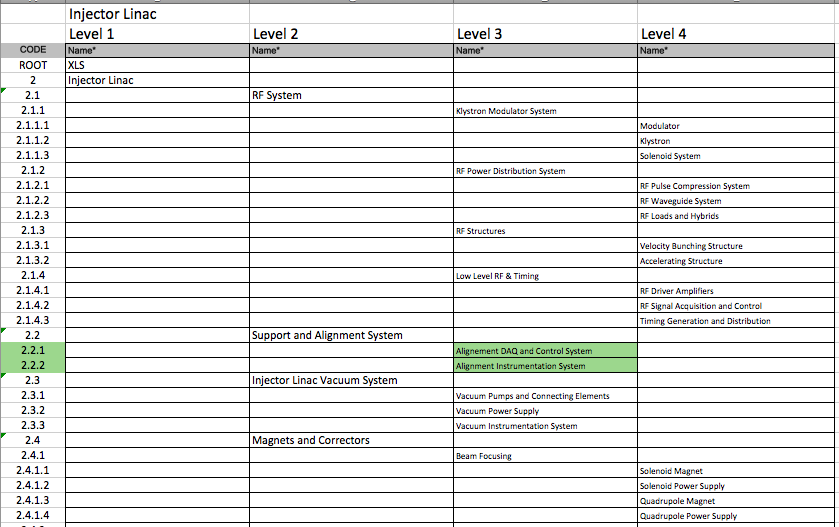 Injector Linac
Level 1 Level 2 Level 3 Level 4
CODE Name* Name* Name* Name*
ROOT XLS
2 Injector Linac
2.1 RF System
2.1.1 Klystron Modulator System
2.1.1.1 Modulator
2.1.1.2 Klystron
2.1.1.3 Solenoid System
2.1.2 RF Power Distribution System
2.1.2.1 RF Pulse Compression System
2.1.2.2 RF Waveguide System
2.1.2.3 RF Loads and Hybrids
2.1.3 RF Structures
2.1.3.1 Velocity Bunching Structure
2.1.3.2 Accelerating Structure
2.1.4 Low Level RF & Timing
2.1.4.1 RF Driver Amplifiers
2.1.4.2 RF Signal Acquisition and Control
2.1.4.3 Timing Generation and Distribution
2.2 Support and Alignment System
2.2.1 Alignement DAQ and Control System
2.2.2 Alignment Instrumentation System
2.3 Injector Linac Vacuum System
2.3.1 Vacuum Pumps and Connecting Elements
2.3.2 Vacuum Power Supply
2.3.3 Vacuum Instrumentation System
2.4 Magnets and Correctors
2.4.1 Beam Focusing
2.4.1.1 Solenoid Magnet
2.4.1.2 Solenoid Power Supply
2.4.1.3 Quadrupole Magnet
2.4.1.4 Quadrupole Power Supply